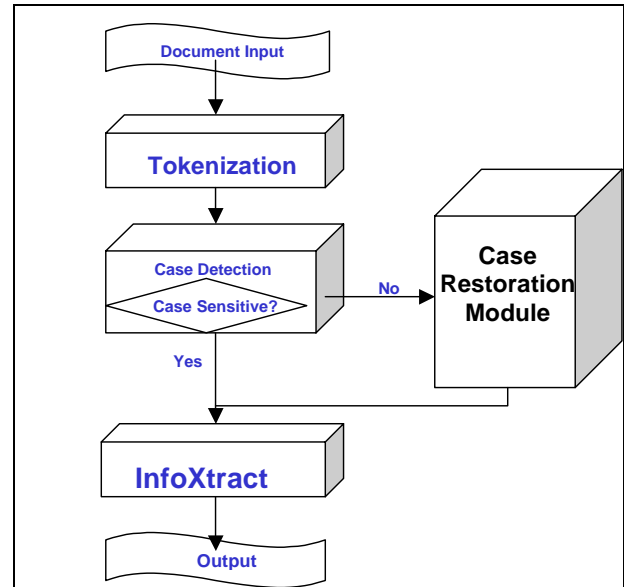 Document Input
Tokenization
Case Detection
Case Sensitive?
No
Case
Restoration
Module
Yes
InfoXtract
Output